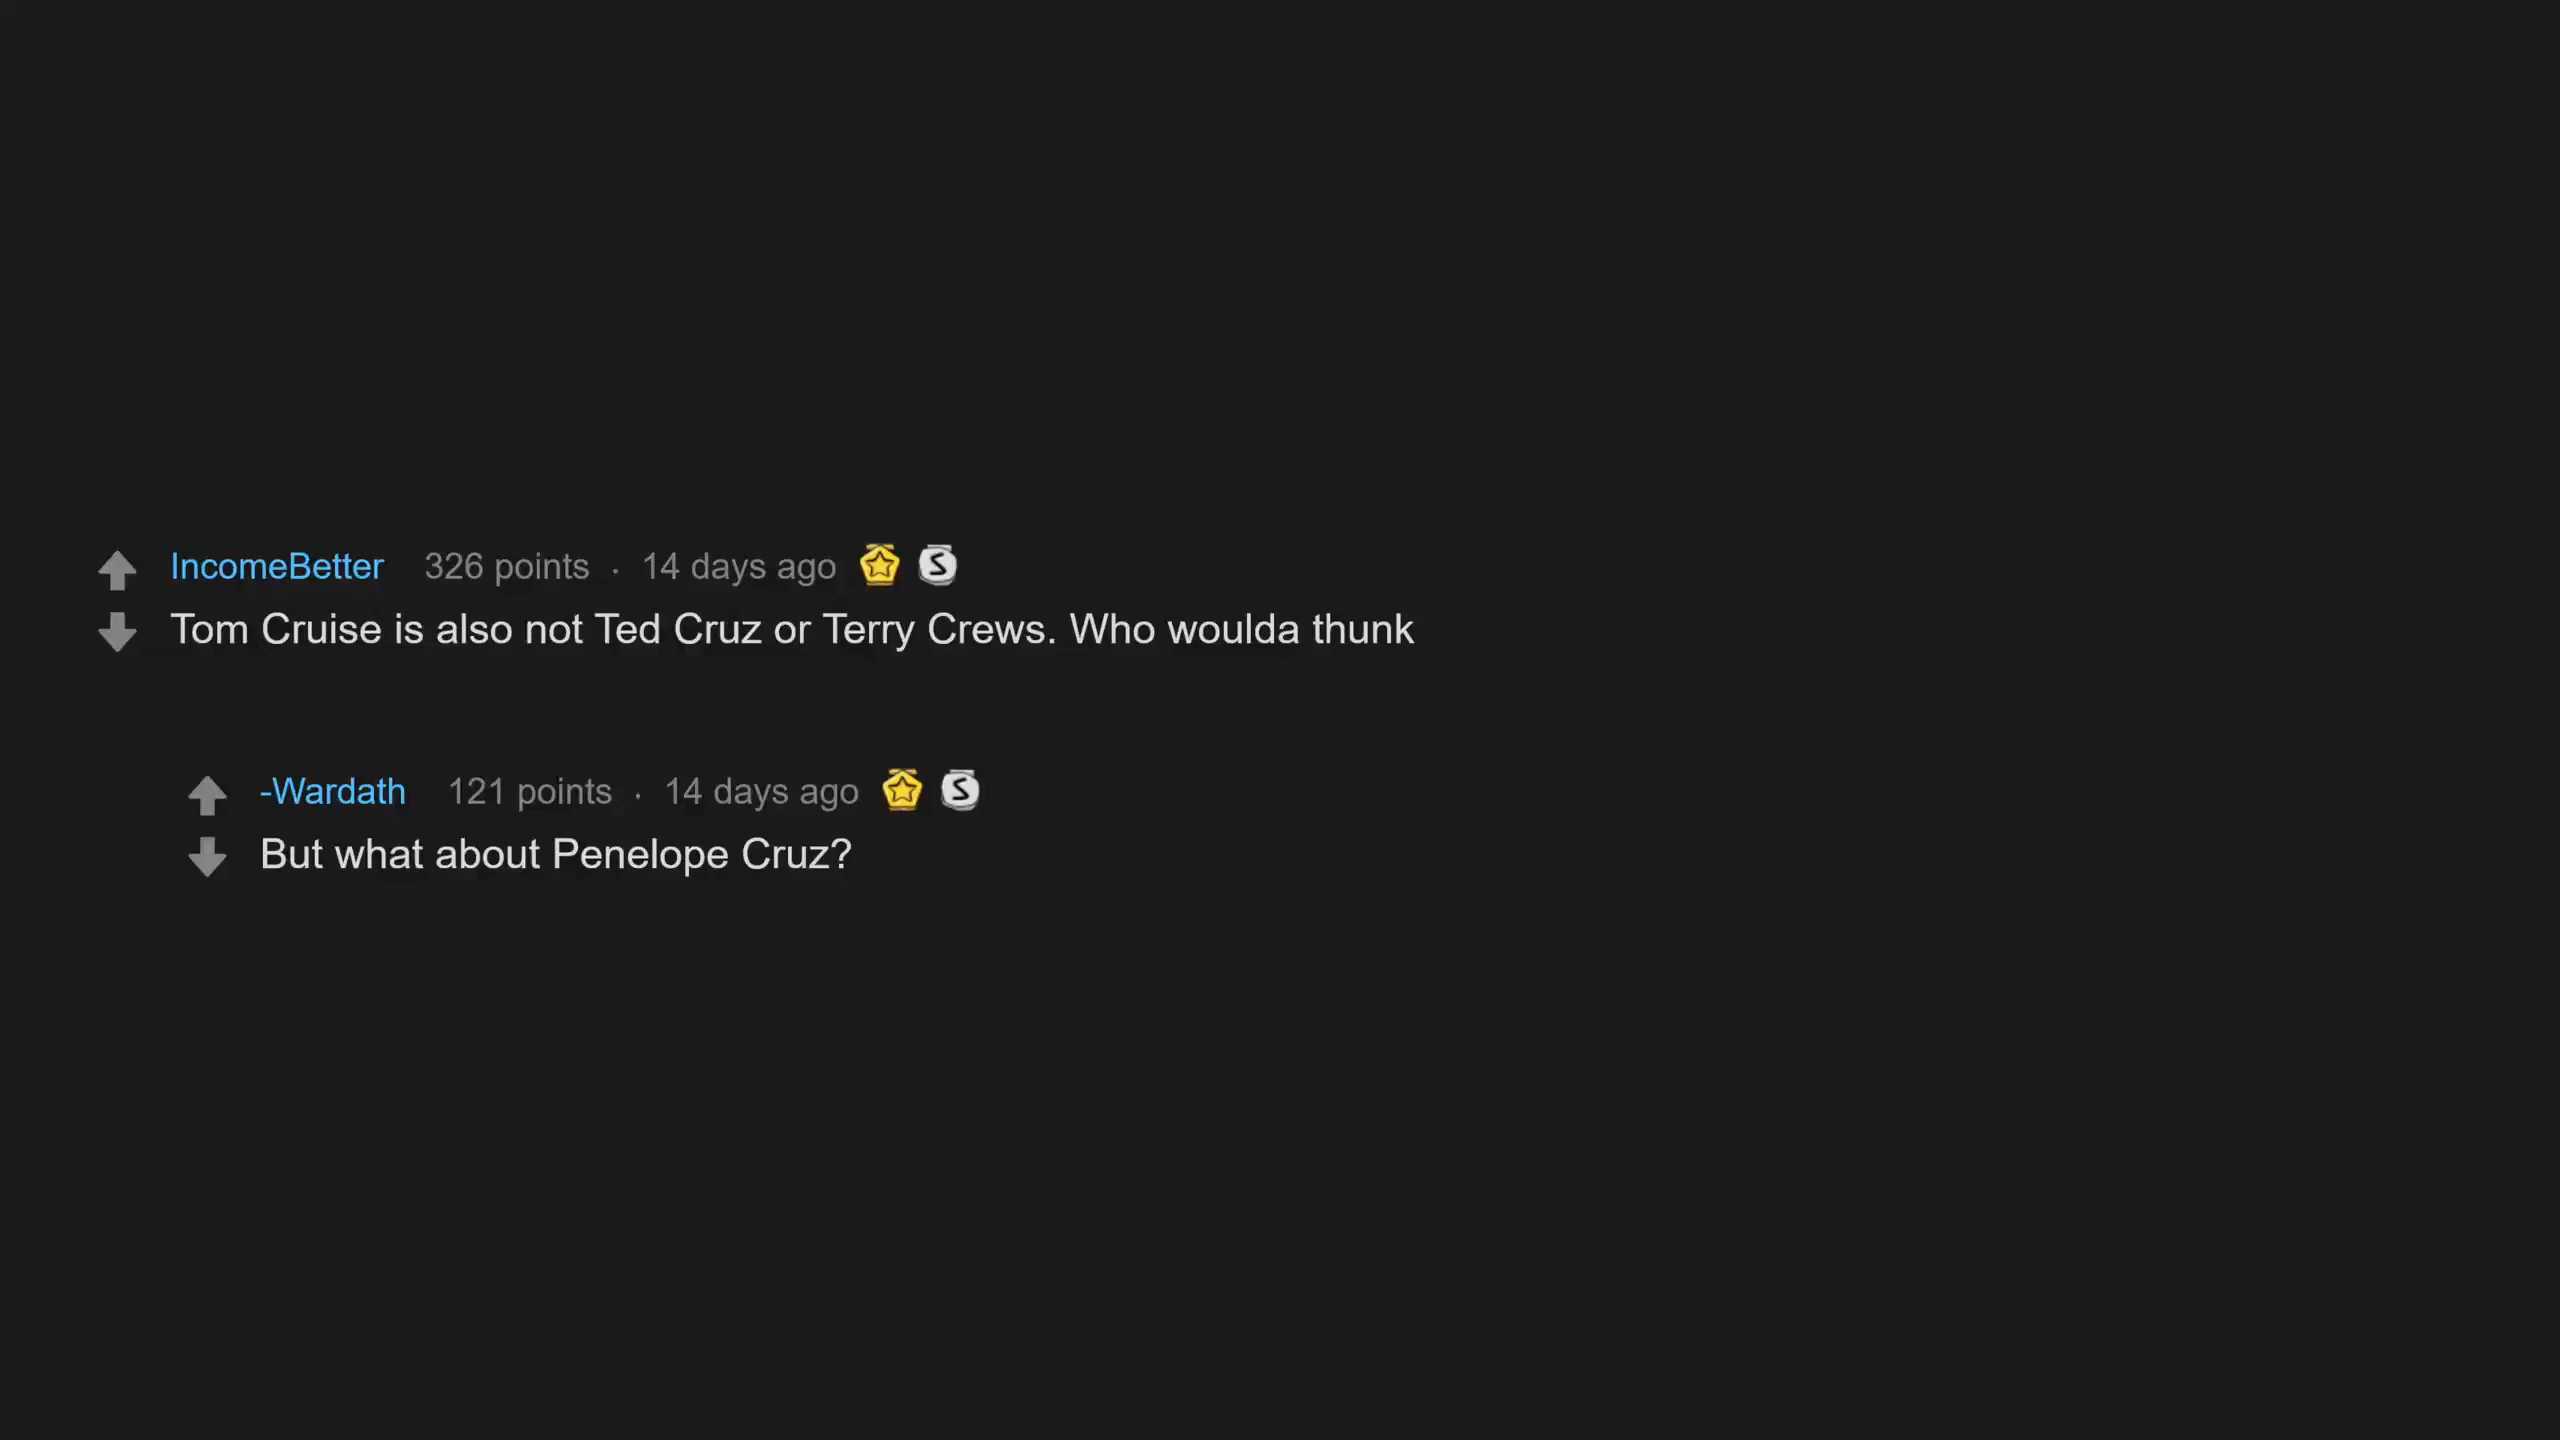 IncomeBetter 326 points · 14 days ago S
Tom Cruise is also not Ted Cruz or Terry Crews. Who woulda thunk
-Wardath 121 points · 14 days ago S
But what about Penelope Cruz?